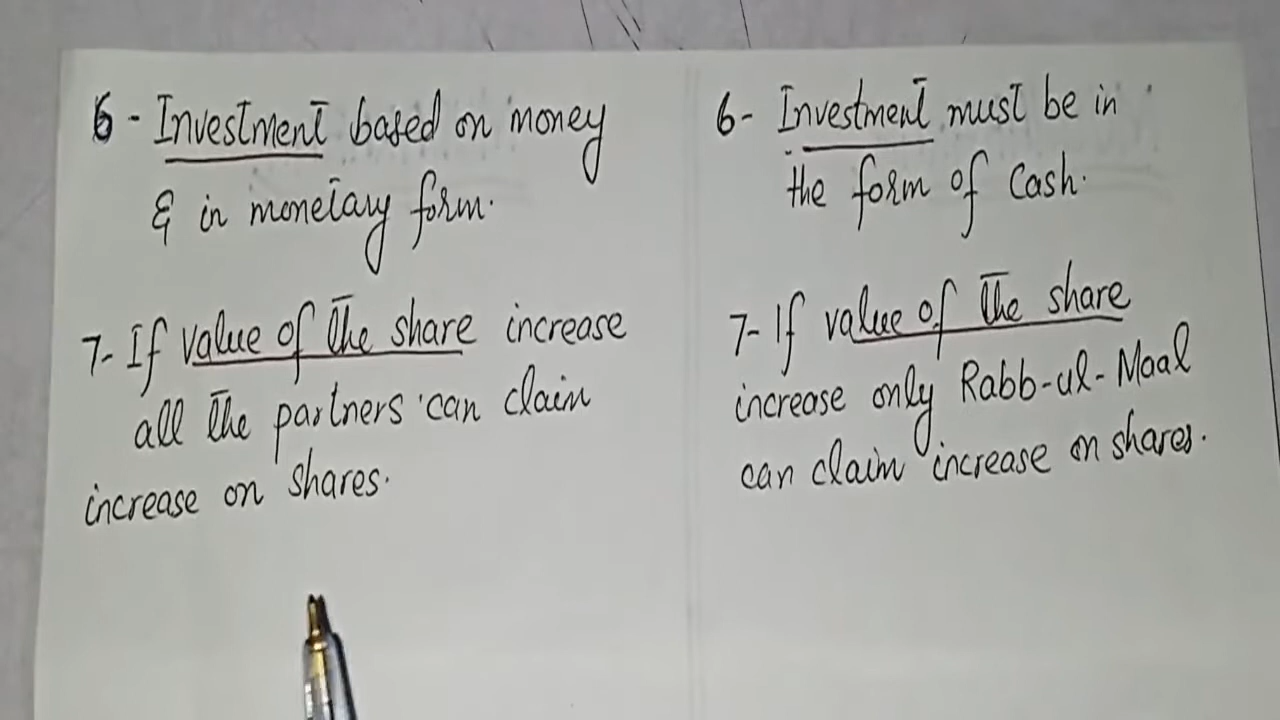 6- Investment based on money
& in monetary form.
7- If value of the share increase
all the partners can claim
increase on shares.
6- Investment must be in
the form of Cash.
7- If value of the share
increase only Rabb-ul-Maal
can claim increase on shares.